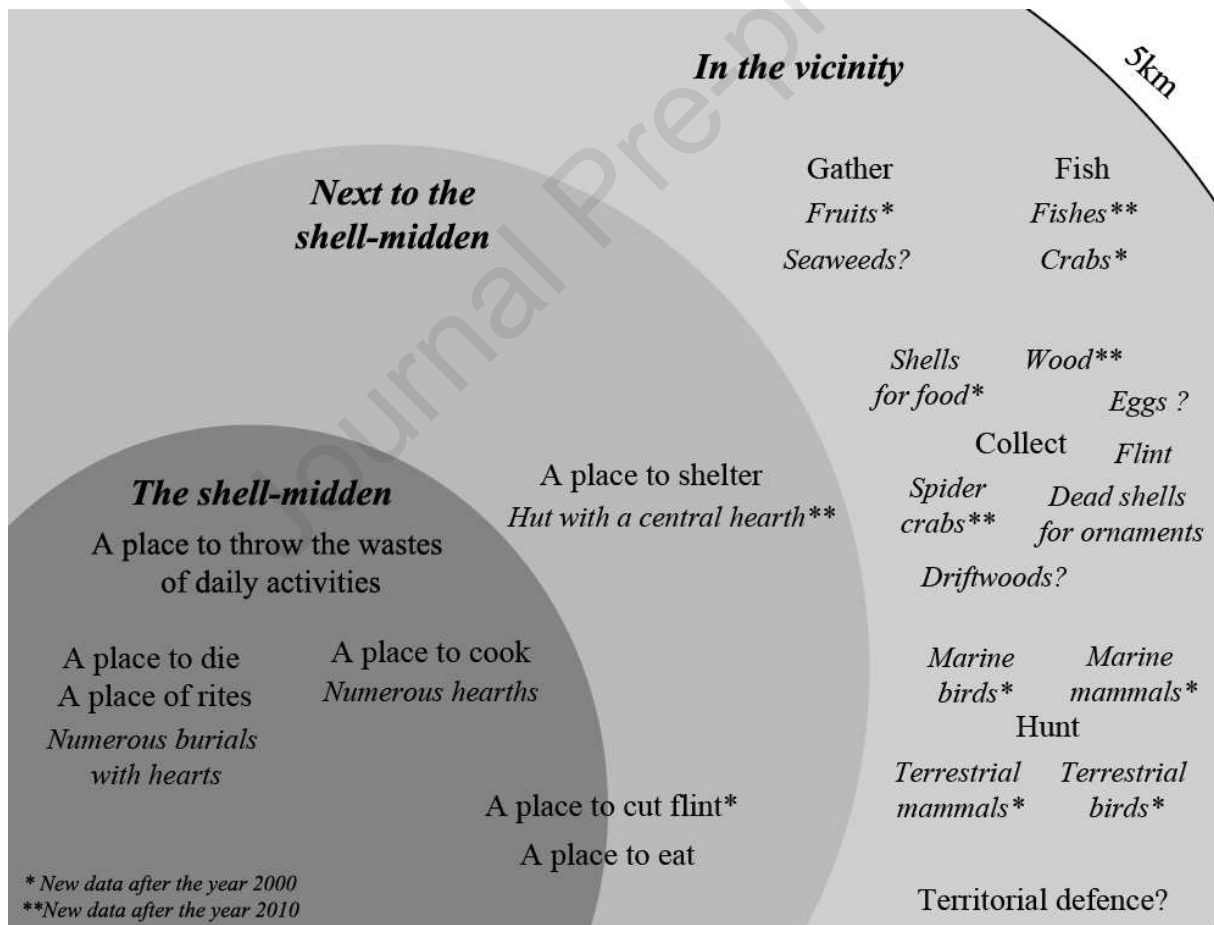 5km
In the vicinity
Gather
Fruits*
Seaweeds?
Fish
Fishes**
Crabs*
Next to the
shell-midden
Shells
for food*
Wood**
Eggs ?
Collect
Flint
Spider
crabs**
Dead shells
for ornaments
Driftwoods?
A place to shelter
Hut with a central hearth**
The shell-midden
A place to throw the wastes
of daily activities
A place to die
A place of rites
Numerous burials
with hearts
A place to cook
Numerous hearths
Marine
birds*
Marine
mammals*
Hunt
Terrestrial
mammals*
Terrestrial
birds*
A place to cut flint*
A place to eat
Territorial defence?
* New data after the year 2000
**New data after the year 2010
Journal Pre-pr